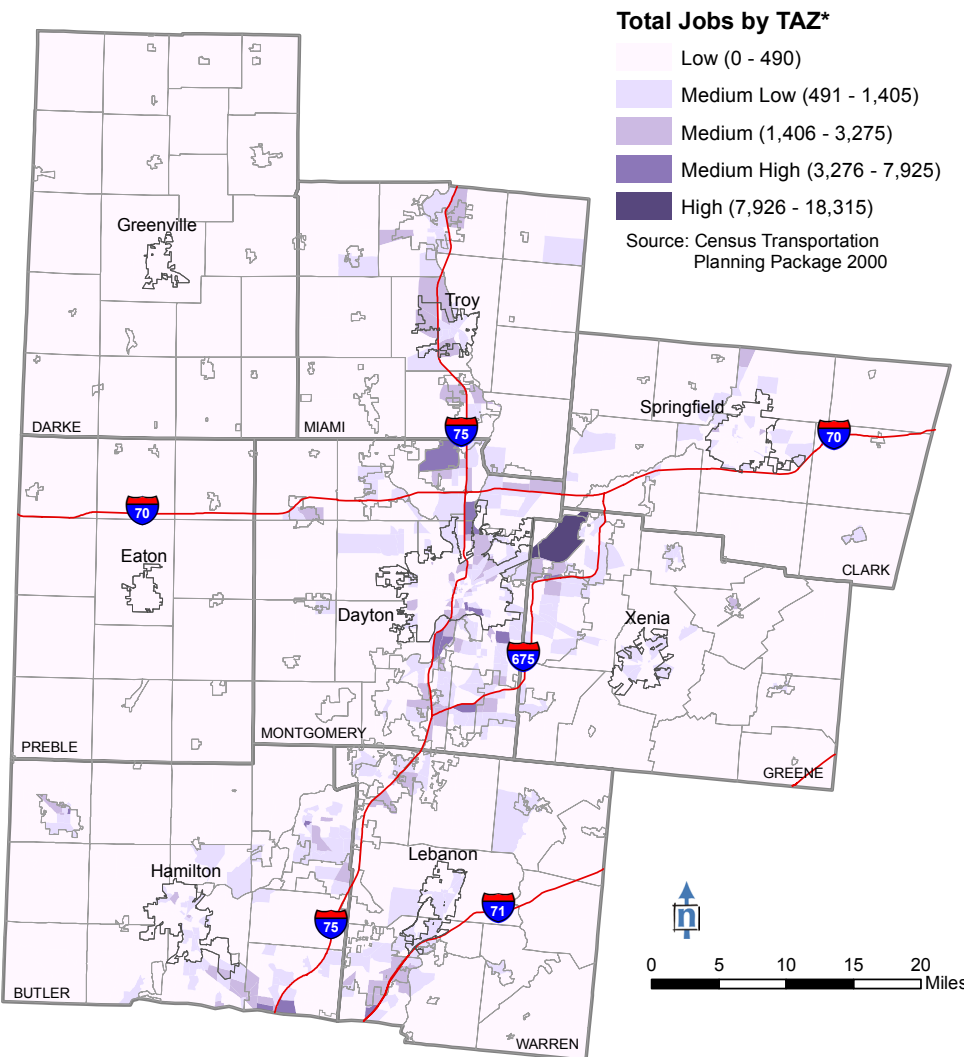 Total Jobs by TAZ*
Low (0 - 490)
Medium Low (491 - 1,405)
Medium (1,406 - 3,275)
Medium High (3,276 - 7,925)
High (7,926 - 18,315)
Source: Census Transportation
Planning Package 2000
Greenville
Troy
Springfield
DARKE
MIAMI
75
70
70
Eaton
CLARK
Dayton
Xenia
675
PREBLE
MONTGOMERY
GREENE
Hamilton
Lebanon
75
71
n
0 5 10 15 20
Miles
BUTLER
WARREN